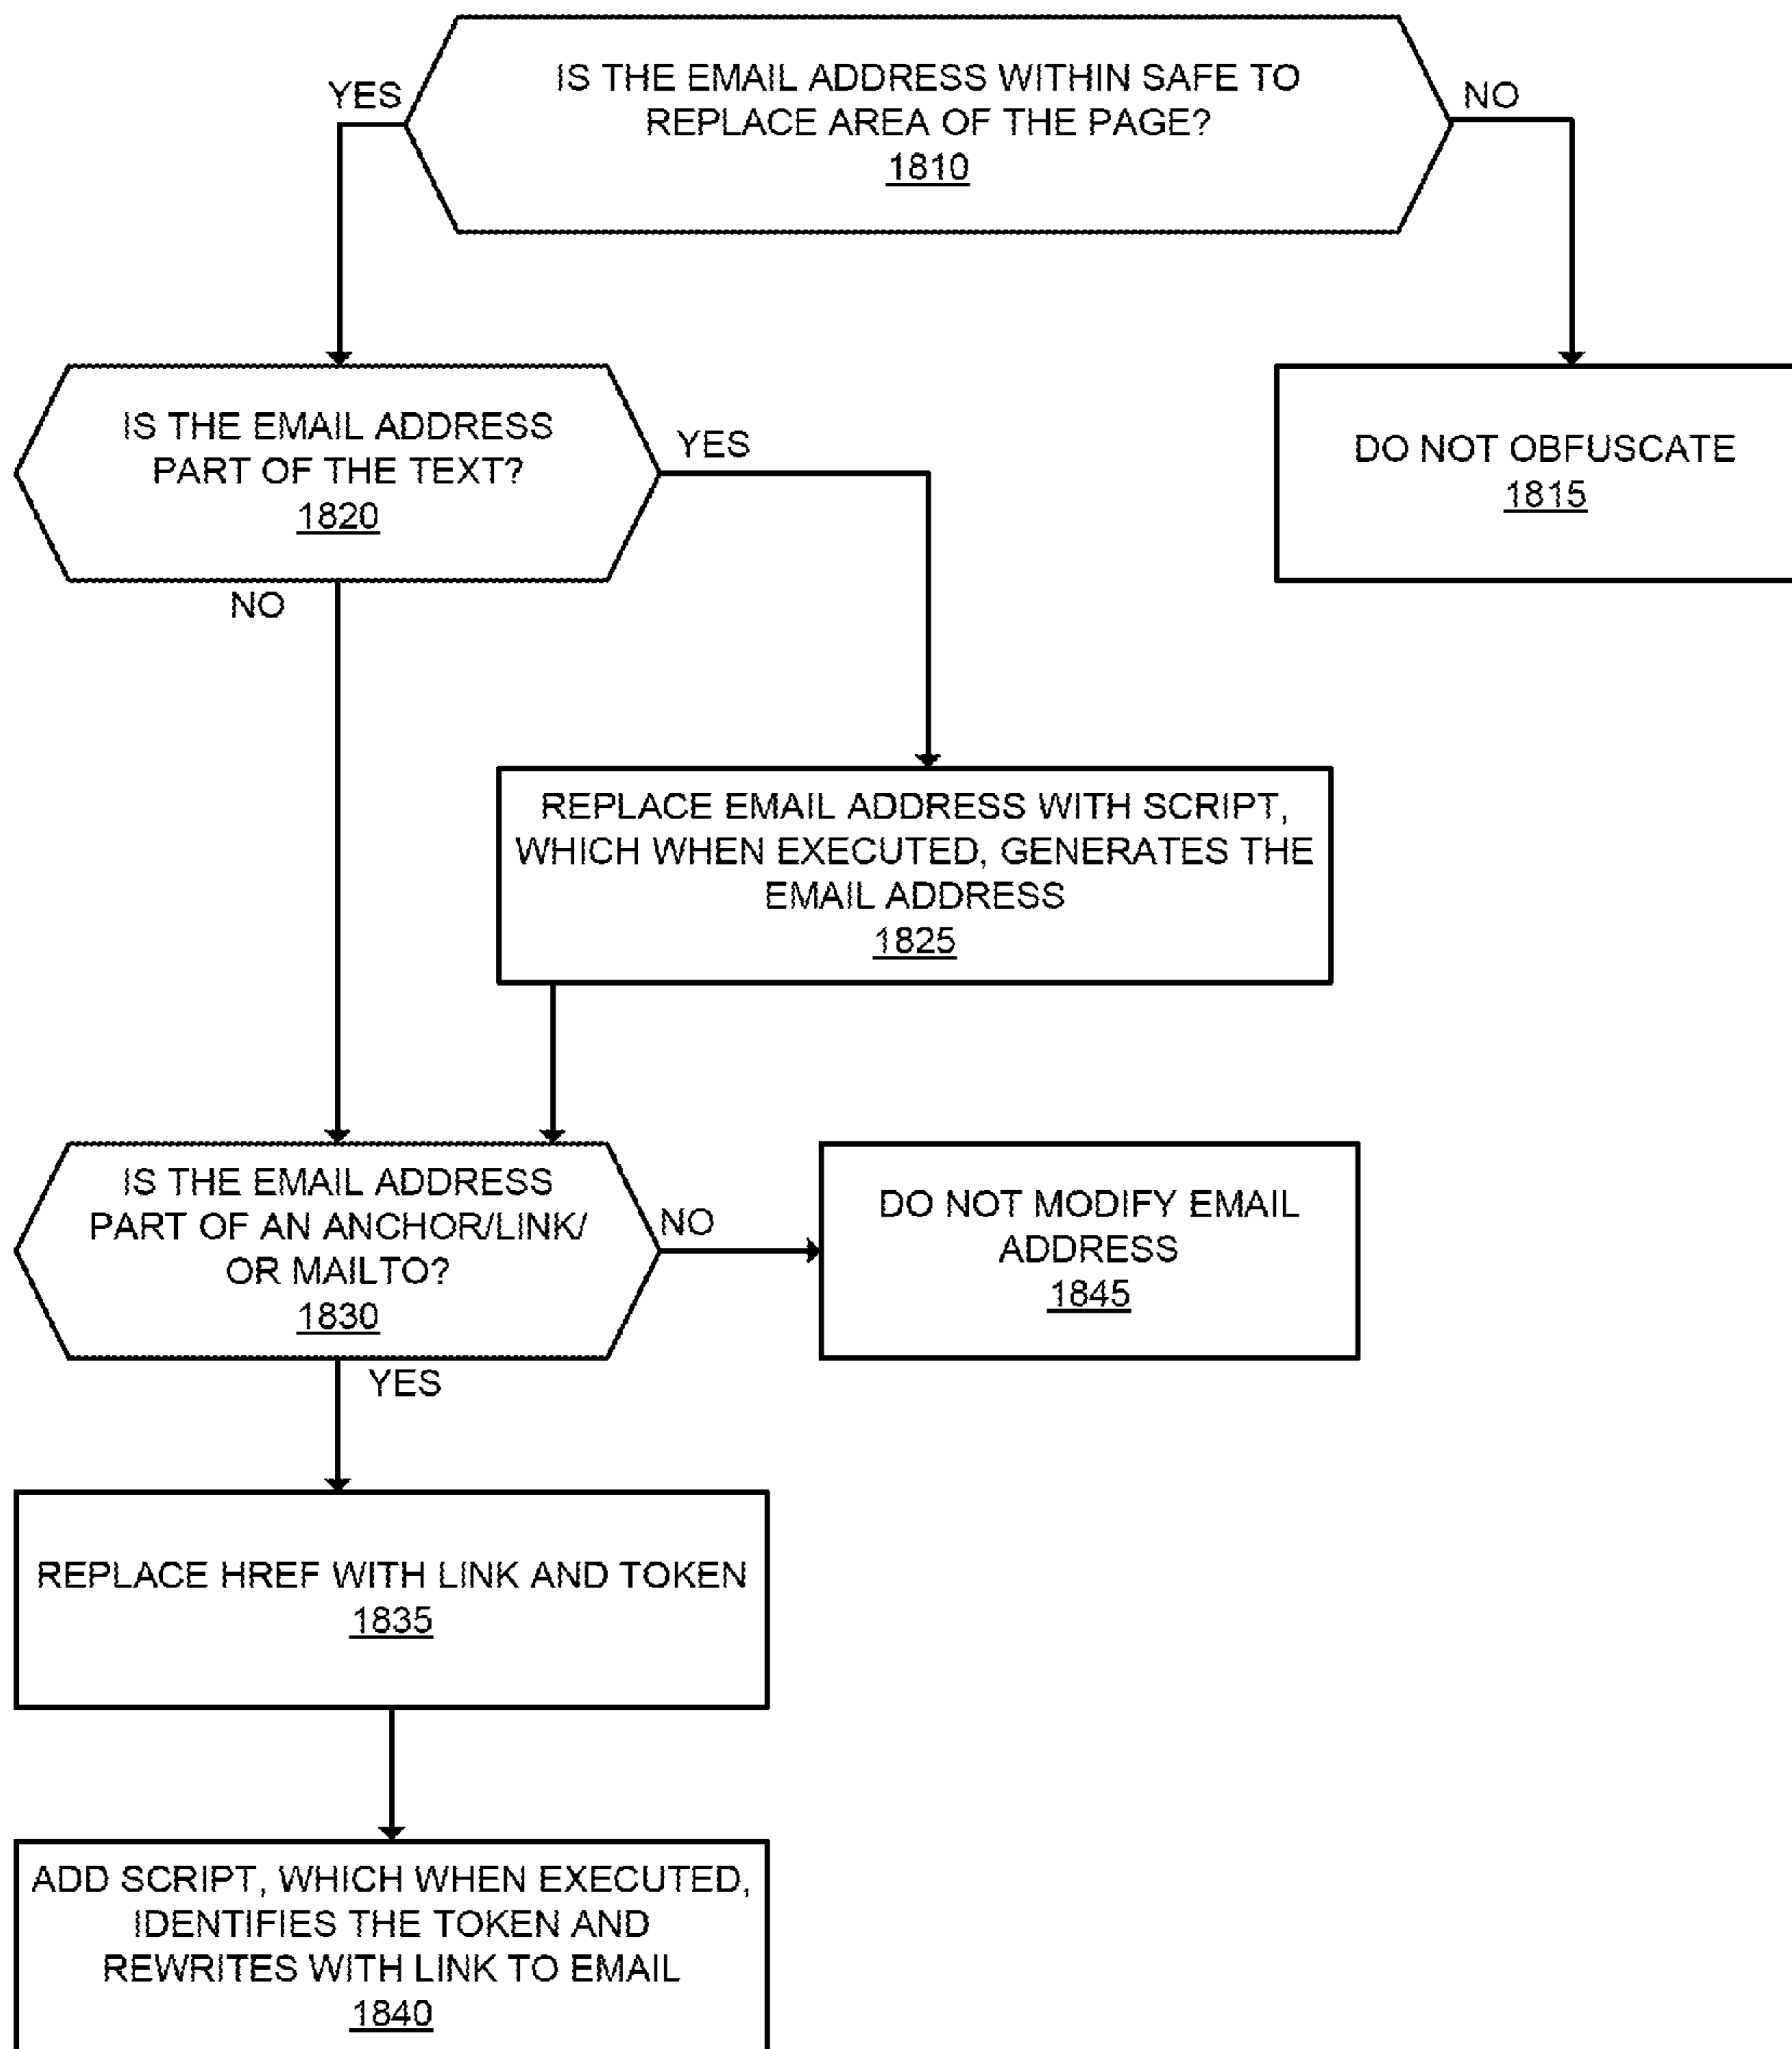 IS THE EMAIL ADDRESS WITHIN SAFE TO
REPLACE AREA OF THE PAGE?
1810
YES
NO
IS THE EMAIL ADDRESS
PART OF THE TEXT?
1820
YES
NO
DO NOT OBFUSCATE
1815
REPLACE EMAIL ADDRESS WITH SCRIPT,
WHICH WHEN EXECUTED, GENERATES THE
EMAIL ADDRESS
1825
IS THE EMAIL ADDRESS
PART OF AN ANCHOR/LINK/
OR MAILTO?
1830
NO
YES
DO NOT MODIFY EMAIL
ADDRESS
1845
REPLACE HREF WITH LINK AND TOKEN
1835
ADD SCRIPT, WHICH WHEN EXECUTED,
IDENTIFIES THE TOKEN AND
REWRITES WITH LINK TO EMAIL
1840